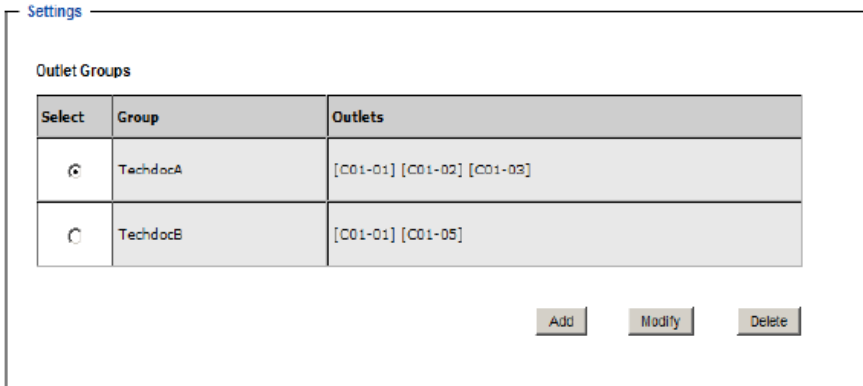 Settings
Outlet Groups
Select Group Outlets
TechdocA [C01-01] [C01-02] [C01-03]
TechdocB [C01-01] [C01-05]
Add Modify Delete